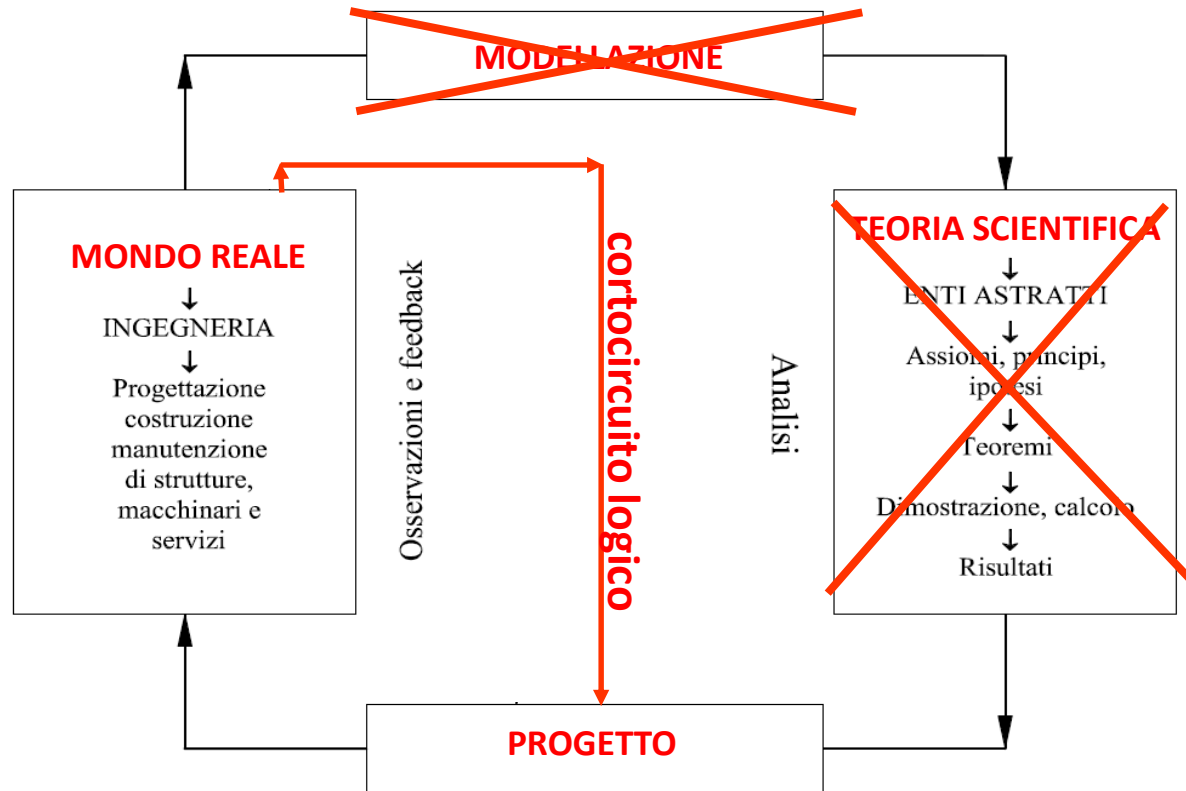 MODELLAZIONE
MONDO REALE
↓
INGEGNERIA
↓
Progettazione
costruzione
manutenzione
di strutture,
macchinari e
servizi
Osservazioni e feedback
cortocircuito logico
Analisi
TEORIA SCIENTIFICA
↓
ENTI ASTRATTI
↓
Assiomi, principi,
ipotesi
↓
Teoremi
↓
Dimostrazione, calcolo
↓
Risultati
PROGETTO